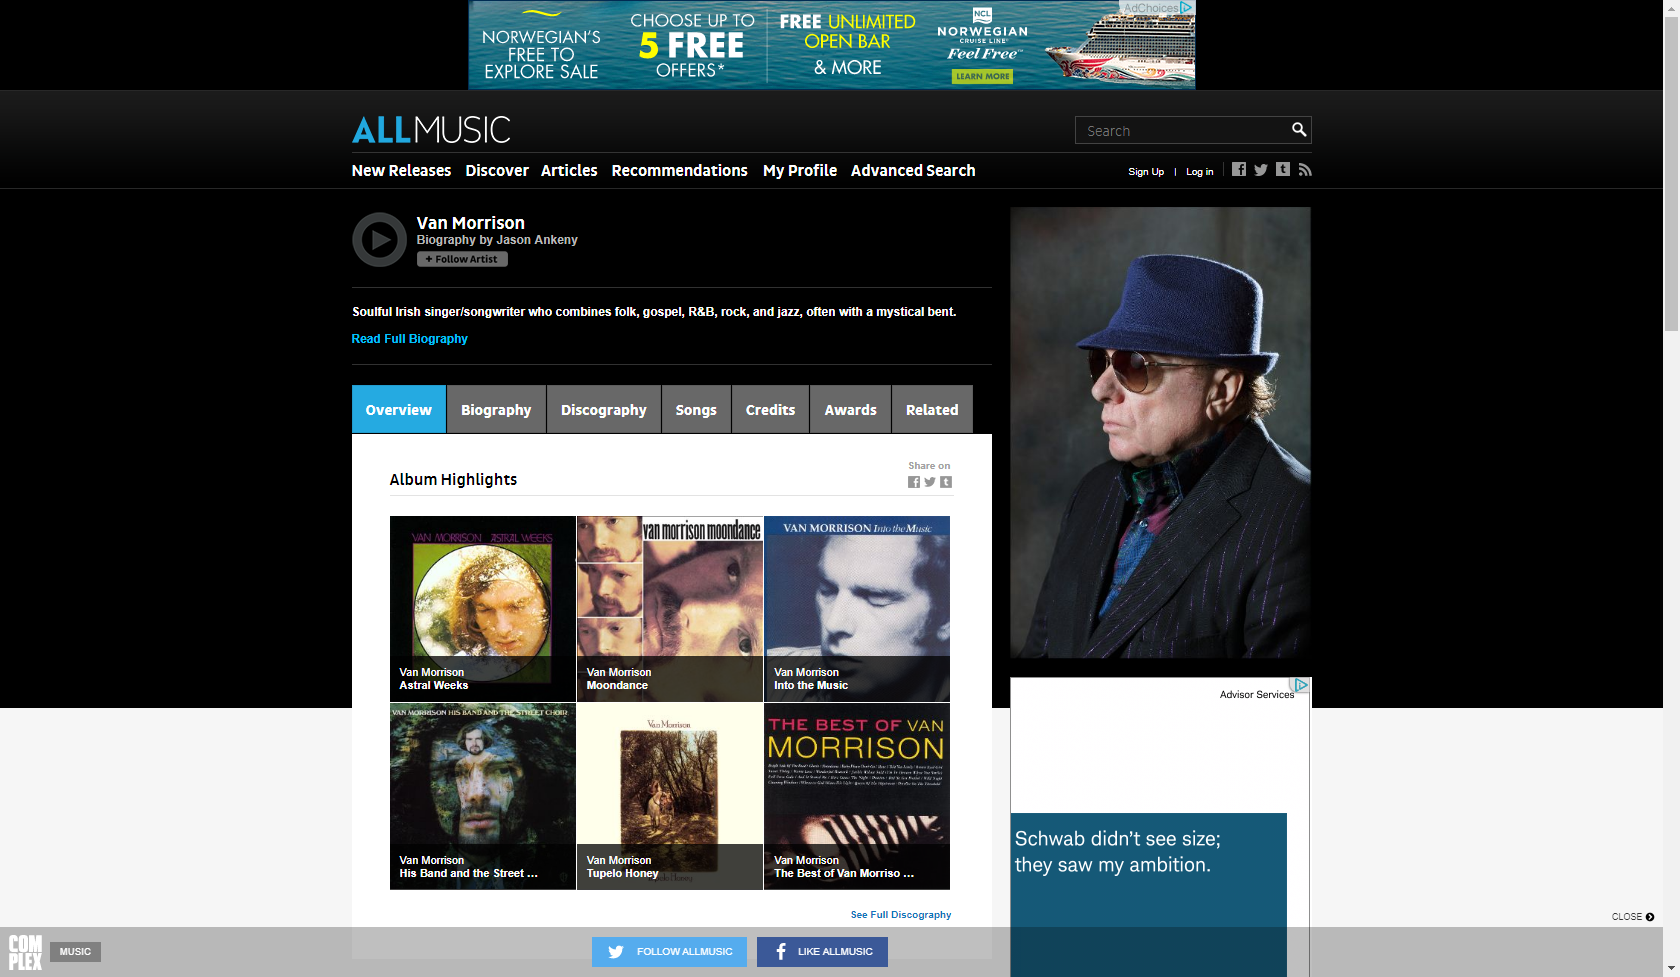 NORWEGIAN'S
FREE TO
EXPLORE SALE
CHOOSE UP TO
5 FREE
OFFERS*
FREE UNLIMITED
OPEN BAR
& MORE
NCL
NORWEGIAN
CRUISE LINE®
Feel Free™
LEARN MORE
AdChoices
ALLMUSIC
Search
New Releases Discover Articles Recommendations My Profile Advanced Search
Sign Up | Log in
Van Morrison
Biography by Jason Ankeny
+ Follow Artist
Soulful Irish singer/songwriter who combines folk, gospel, R&B, rock, and jazz, often with a mystical bent.
Read Full Biography
Overview Biography Discography Songs Credits Awards Related
Album Highlights
Share on
VAN MORRISON ASTRAL WEEKS
Van Morrison
Astral Weeks
van morrison moondance
Van Morrison
Moondance
VAN MORRISON Into the Music
Van Morrison
Into the Music
VAN MORRISON HIS BAND AND THE STREET CHOIR
Van Morrison
His Band and the Street ...
Van Morrison
Van Morrison
Tupelo Honey
Tupelo Honey
THE BEST OF VAN
MORRISON
Van Morrison
The Best of Van Morriso ...
See Full Discography
Advisor Services
Schwab didn't see size;
they saw my ambition.
CLOSE
COM
PLEX
MUSIC
FOLLOW ALLMUSIC
LIKE ALLMUSIC